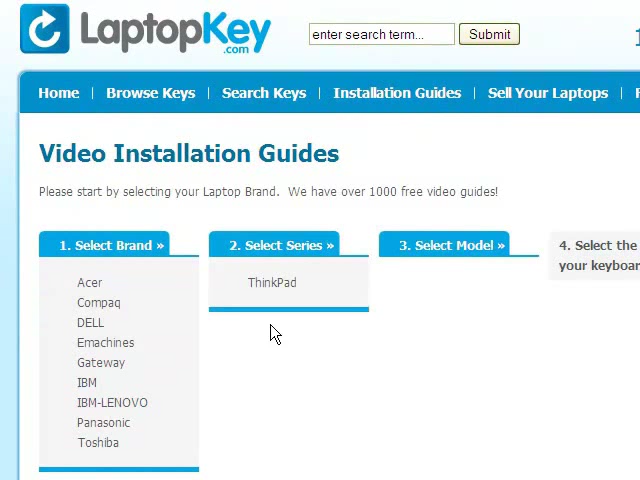 LaptopKey
.com
enter search term...
Submit
Home
Browse Keys
Search Keys
Installation Guides
Sell Your Laptops
Video Installation Guides
Please start by selecting your Laptop Brand. We have over 1000 free video guides!
1. Select Brand »
2. Select Series »
3. Select Model »
4. Select the
your keyboar
Acer
Compaq
DELL
Emachines
Gateway
IBM
IBM-LENOVO
Panasonic
Toshiba
ThinkPad